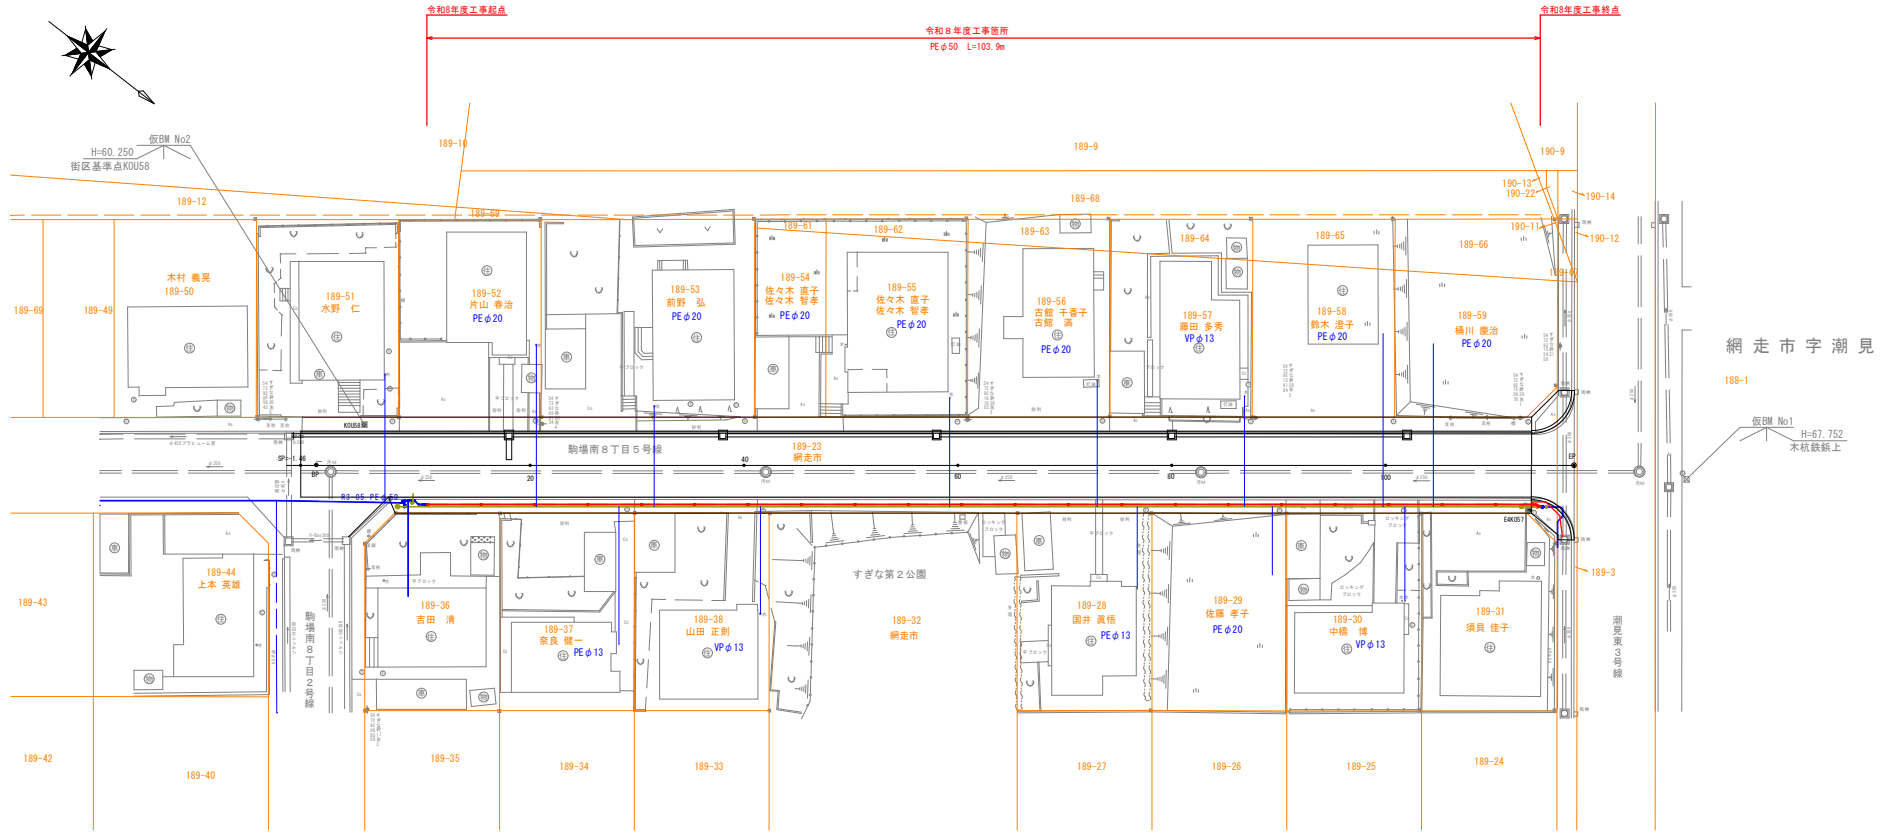 令和8年度工事起点
令和8年度工事終点
令和８年度工事箇所
PEφ50 L=103.9m
仮BM No2
H=60.250
街区基準点KOU58
189-10
189-9
190-9
190-13
190-22
190-14
189-12
189-69
189-68
190-11
190-12
189-61
189-62
189-63
189-64
189-65
189-66
木村 義晃
189-50
189-69
189-49
189-51
水野 仁
189-52
片山 春治
PEφ20
189-53
前野 弘
PEφ20
189-54
佐々木 直子
佐々木 智孝
PEφ20
189-55
佐々木 直子
佐々木 智孝
PEφ20
189-56
古館 千香子
古館 満
PEφ20
189-57
藤田 多秀
VPφ13
189-58
鈴木 澄子
PEφ20
189-59
桶川 慶治
PEφ20
網走市字潮見
188-1
仮BM No1
H=67.752
木杭鉄鋲上
KOU58
駒場南８丁目５号線
189-23
網走市
SP=-1.46
BP
20
40
60
80
100
EP
R3-05 PEφ50
E4K057
189-44
上本 英雄
189-43
駒場南８丁目２号線
189-36
吉田 清
189-37
奈良 健一
PEφ13
189-38
山田 正則
VPφ13
すぎな第２公園
189-32
網走市
189-28
国井 眞悟
PEφ13
189-29
佐藤 孝子
PEφ20
189-30
中橋 博
VPφ13
189-31
須貝 佳子
189-3
潮見東３号線
189-42
189-40
189-35
189-34
189-33
189-27
189-26
189-25
189-24